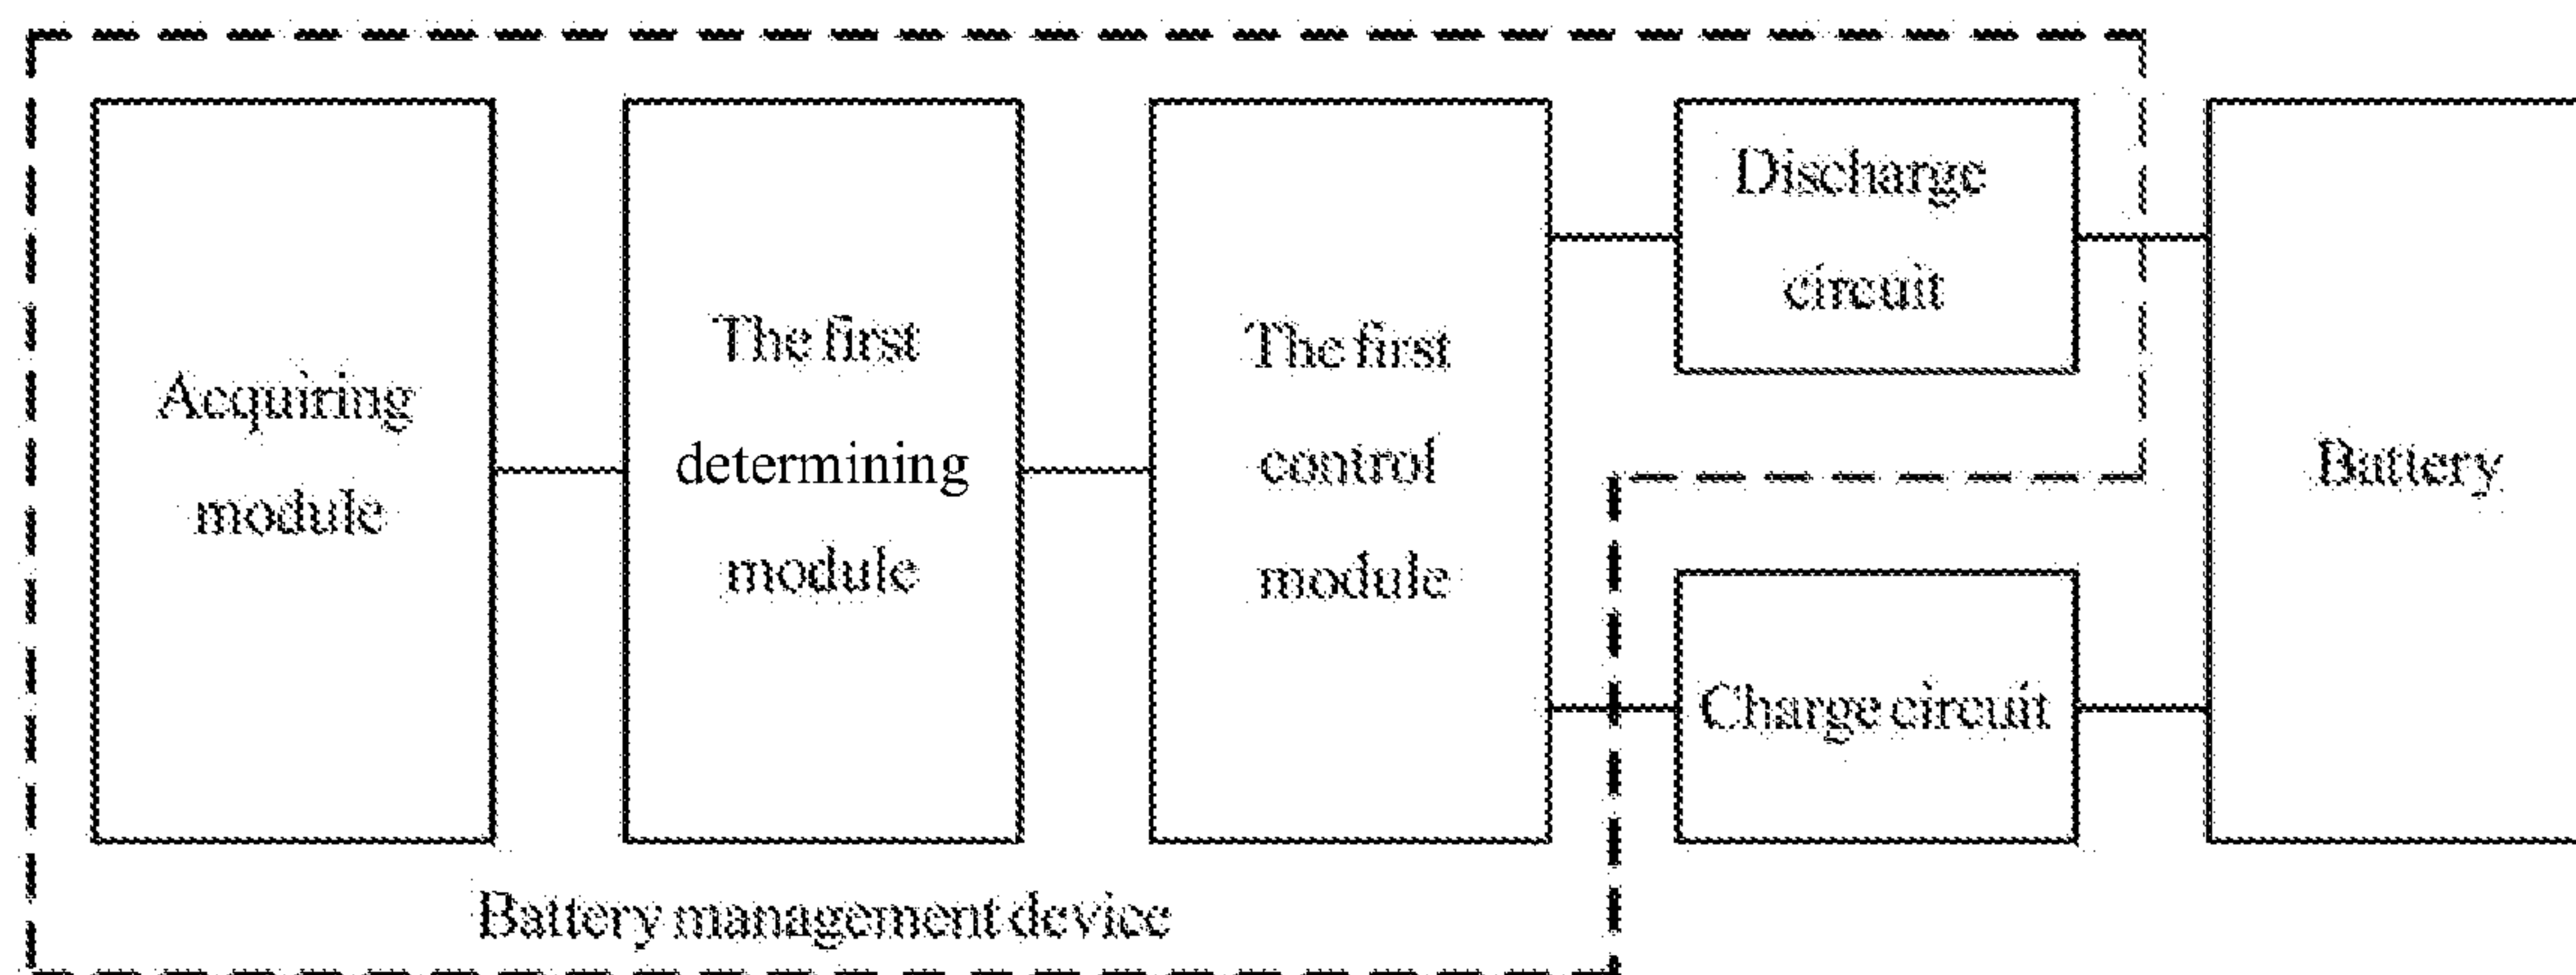 Acquiring
module
The first
determining
module
The first
control
module
Discharge
circuit
Charge circuit
Battery
Battery management device